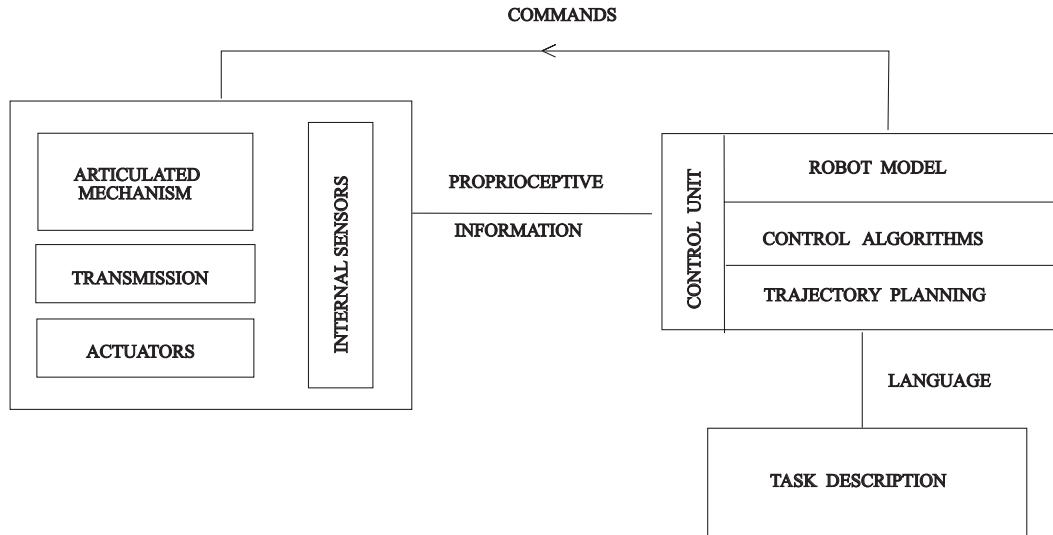 COMMANDS
ARTICULATED
MECHANISM
TRANSMISSION
ACTUATORS
INTERNAL SENSORS
PROPRIOCEPTIVE
INFORMATION
CONTROL UNIT
ROBOT MODEL
CONTROL ALGORITHMS
TRAJECTORY PLANNING
LANGUAGE
TASK DESCRIPTION